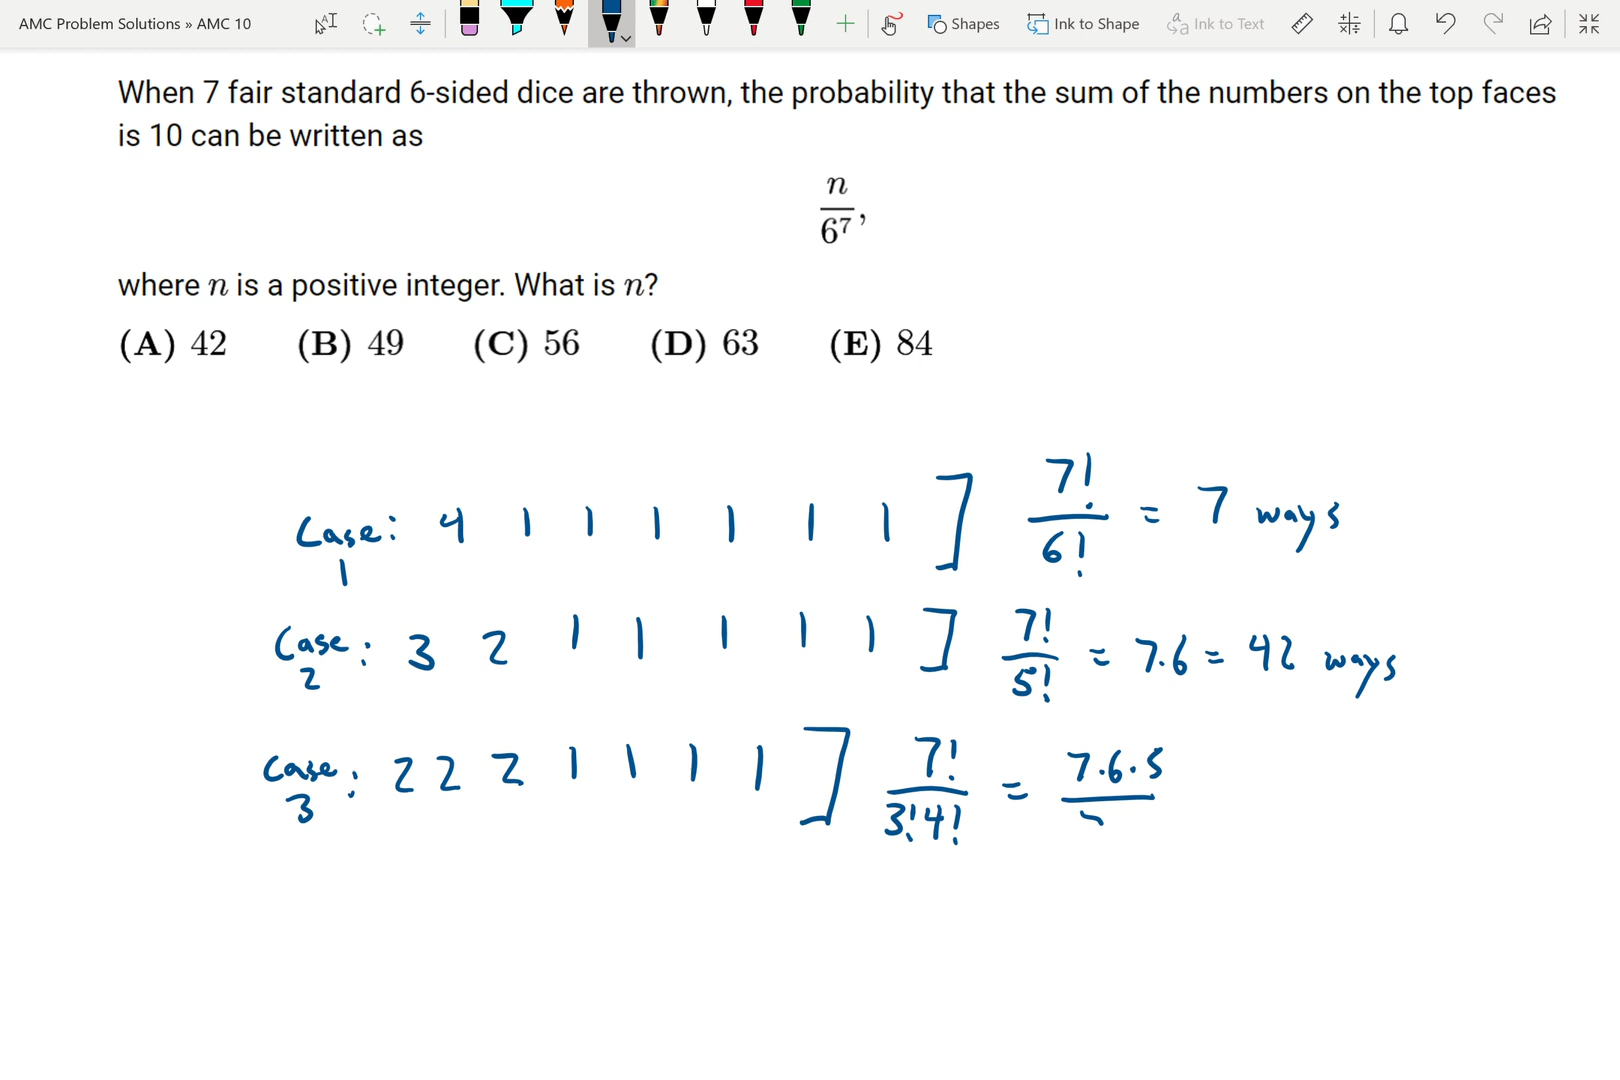 AMC Problem Solutions » AMC 10
Shapes
Ink to Shape
Ink to Text
When 7 fair standard 6-sided dice are thrown, the probability that the sum of the numbers on the top faces
is 10 can be written as
n/6^7,
where n is a positive integer. What is n?
(A) 42 (B) 49 (C) 56 (D) 63 (E) 84
Case 1: 4 1 1 1 1 1 1 ] 7!/6! = 7 ways
Case 2: 3 2 1 1 1 1 1 ] 7!/5! = 7·6 = 42 ways
Case 3: 2 2 2 1 1 1 1 ] 7!/3!4! = 7·6·5